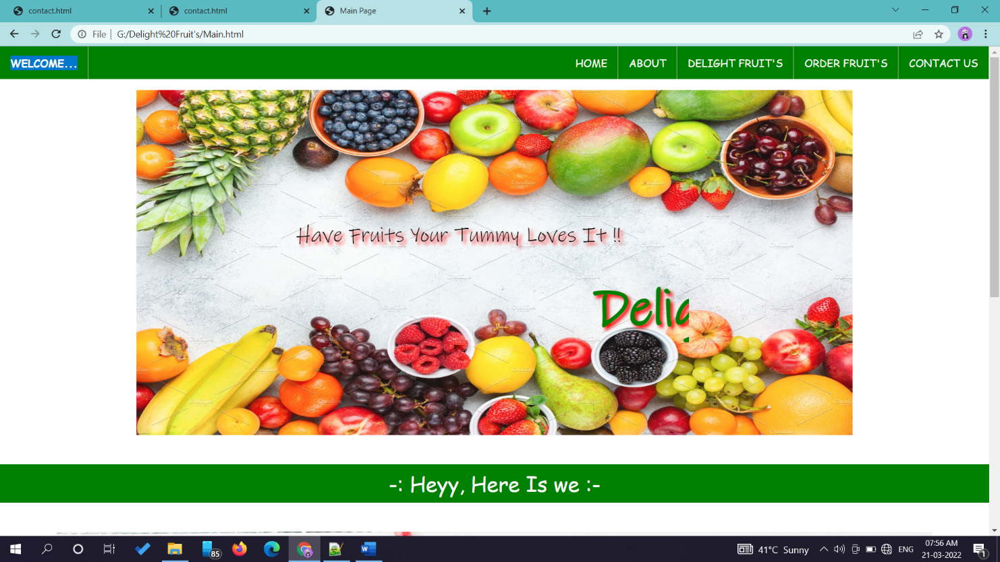 contact.html
contact.html
Main Page
File
G:/Delight%20Fruit's/Main.html
WELCOME...
HOME
ABOUT
DELIGHT FRUIT'S
ORDER FRUIT'S
CONTACT US
Have Fruits Your Tummy Loves It !!
-: Heyy, Here Is we :-
85
41°C Sunny
ENG
07:56 AM
21-03-2022
1